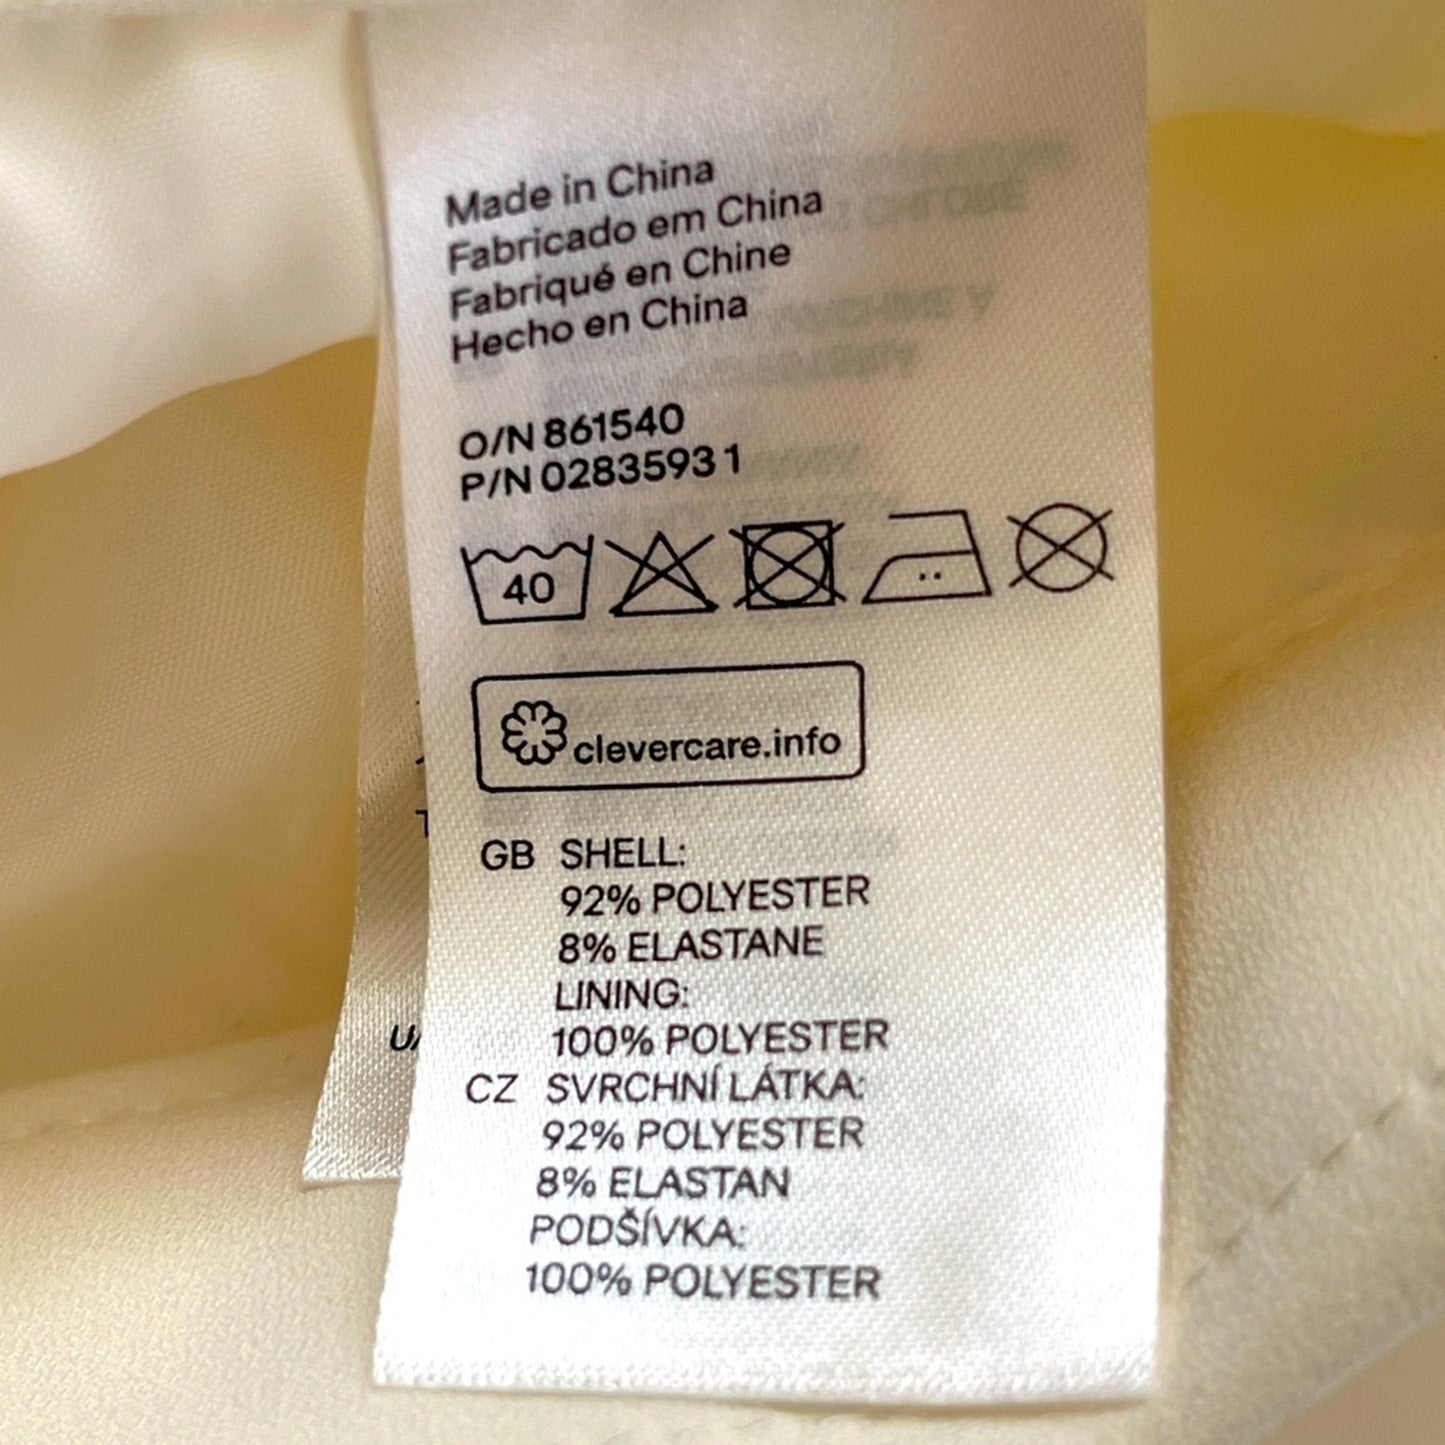 Made in China
Fabricado em China
Fabriqué en Chine
Hecho en China
O/N 861540
P/N 02835931
40
clevercare.info
GB SHELL:
92% POLYESTER
8% ELASTANE
LINING:
100% POLYESTER
CZ SVRCHNÍ LÁTKA:
92% POLYESTER
8% ELASTAN
PODŠÍVKA:
100% POLYESTER